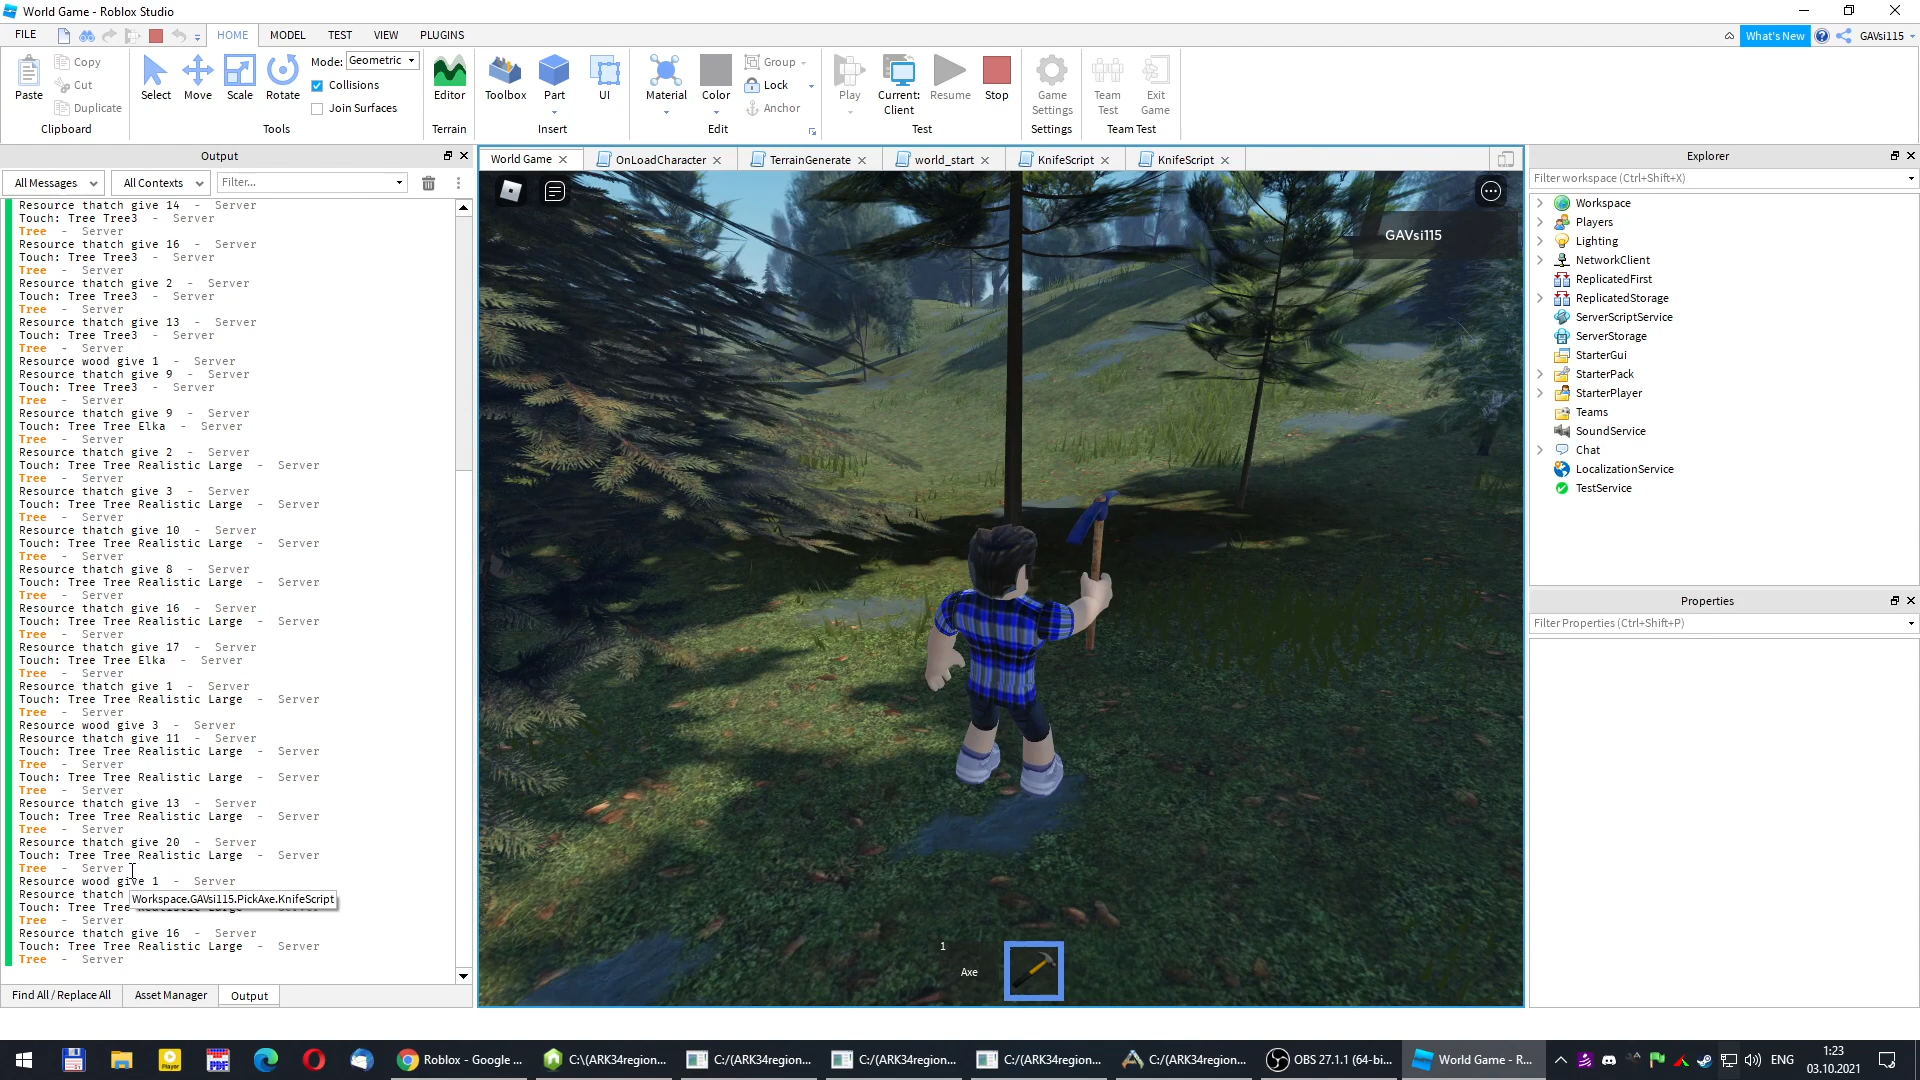 World Game - Roblox Studio
FILE
HOME
MODEL
TEST
VIEW
PLUGINS
What's New
GAVsi115
Paste
Copy
Cut
Duplicate
Clipboard
Select
Move
Scale
Rotate
Mode: Geometric
Collisions
Join Surfaces
Tools
Editor
Terrain
Toolbox
Part
UI
Insert
Material
Color
Group
Lock
Anchor
Edit
Play
Current:
Client
Resume
Stop
Test
Game
Settings
Settings
Team
Test
Exit
Game
Team Test
Output
All Messages
All Contexts
Filter...
Resource thatch give 14 - Server
Touch: Tree Tree3 - Server
Tree - Server
Resource thatch give 16 - Server
Touch: Tree Tree3 - Server
Tree - Server
Resource thatch give 2 - Server
Touch: Tree Tree3 - Server
Tree - Server
Resource thatch give 13 - Server
Touch: Tree Tree3 - Server
Tree - Server
Resource wood give 1 - Server
Resource thatch give 9 - Server
Touch: Tree Tree3 - Server
Tree - Server
Resource thatch give 9 - Server
Touch: Tree Tree Elka - Server
Tree - Server
Resource thatch give 2 - Server
Touch: Tree Tree Realistic Large - Server
Tree - Server
Resource thatch give 3 - Server
Touch: Tree Tree Realistic Large - Server
Tree - Server
Resource thatch give 10 - Server
Touch: Tree Tree Realistic Large - Server
Tree - Server
Resource thatch give 8 - Server
Touch: Tree Tree Realistic Large - Server
Tree - Server
Resource thatch give 16 - Server
Touch: Tree Tree Realistic Large - Server
Tree - Server
Resource thatch give 17 - Server
Touch: Tree Tree Elka - Server
Tree - Server
Resource thatch give 1 - Server
Touch: Tree Tree Realistic Large - Server
Tree - Server
Resource wood give 3 - Server
Resource thatch give 11 - Server
Touch: Tree Tree Realistic Large - Server
Tree - Server
Touch: Tree Tree Realistic Large - Server
Tree - Server
Resource thatch give 13 - Server
Touch: Tree Tree Realistic Large - Server
Tree - Server
Resource thatch give 20 - Server
Touch: Tree Tree Realistic Large - Server
Tree - Server
Resource wood give 1 - Server
Resource thatch
Workspace.GAVsi115.PickAxe.KnifeScript
Touch: Tree Tree Realistic Large - Server
Tree - Server
Resource thatch give 16 - Server
Touch: Tree Tree Realistic Large - Server
Tree - Server
Find All / Replace All
Asset Manager
Output
World Game
OnLoadCharacter
TerrainGenerate
world_start
KnifeScript
KnifeScript
GAVsi115
1
Axe
Explorer
Filter workspace (Ctrl+Shift+X)
Workspace
Players
Lighting
NetworkClient
ReplicatedFirst
ReplicatedStorage
ServerScriptService
ServerStorage
StarterGui
StarterPack
StarterPlayer
Teams
SoundService
Chat
LocalizationService
TestService
Properties
Filter Properties (Ctrl+Shift+P)
Roblox - Google ...
C:\(ARK34region...
C:/(ARK34region...
C:/(ARK34region...
C:/(ARK34region...
C:/(ARK34region...
OBS 27.1.1 (64-bi...
World Game - R...
ENG
1:23
03.10.2021